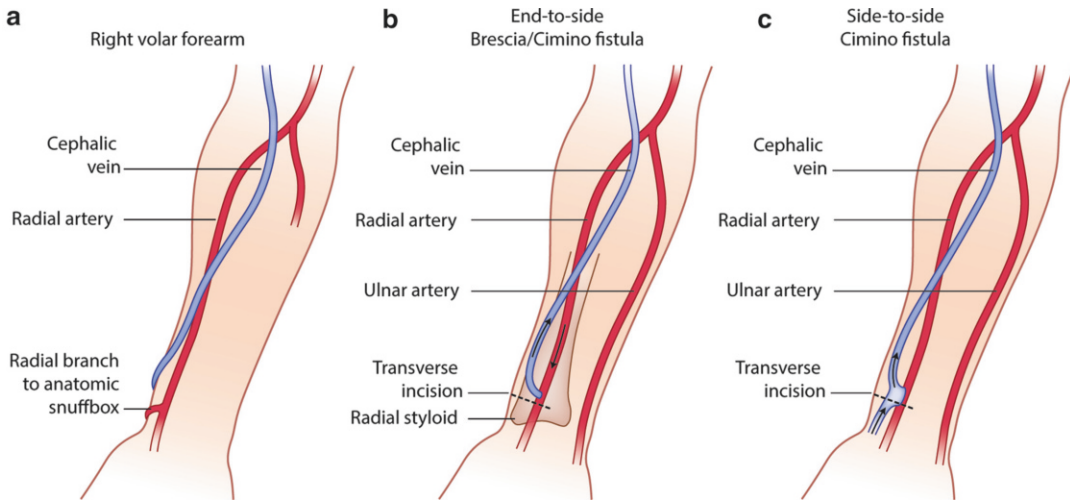 a
Right volar forearm
Cephalic
vein
Radial artery
Radial branch
to anatomic
snuffbox
b
End-to-side
Brescia/Cimino fistula
Cephalic
vein
Radial artery
Ulnar artery
Transverse
incision
Radial styloid
c
Side-to-side
Cimino fistula
Cephalic
vein
Radial artery
Ulnar artery
Transverse
incision